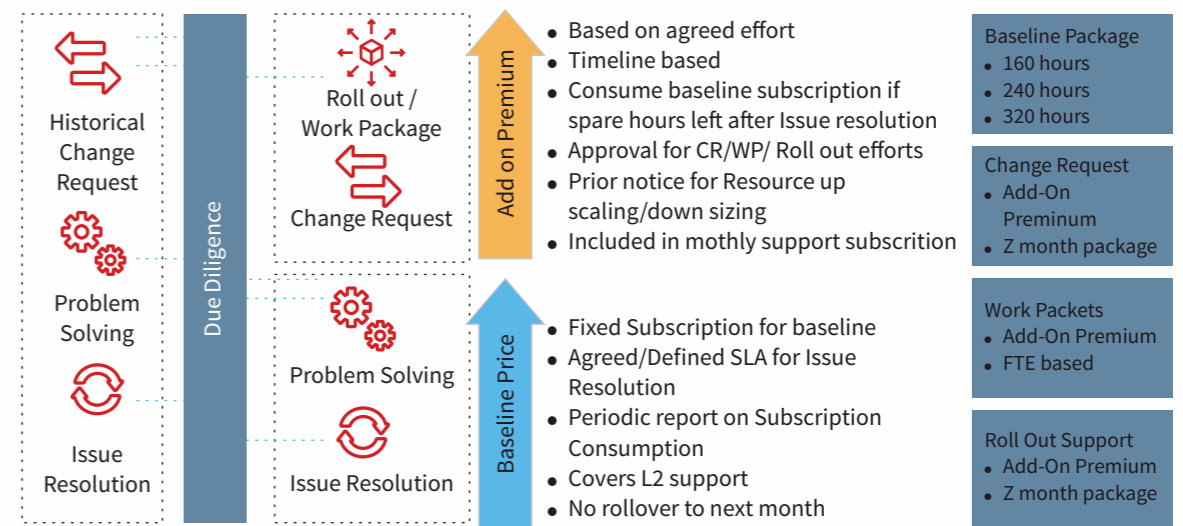 Historical
Change
Request
Problem
Solving
Issue
Resolution
Due Diligence
Roll out /
Work Package
Change Request
Problem Solving
Issue Resolution
Add on Premium
● Based on agreed effort
● Timeline based
● Consume baseline subscription if
spare hours left after Issue resolution
● Approval for CR/WP/ Roll out efforts
● Prior notice for Resource up
scaling/down sizing
● Included in mothly support subscrition
Baseline Price
● Fixed Subscription for baseline
● Agreed/Defined SLA for Issue
Resolution
● Periodic report on Subscription
Consumption
● Covers L2 support
● No rollover to next month
Baseline Package
● 160 hours
● 240 hours
● 320 hours
Change Request
● Add-On
Preminum
● Z month package
Work Packets
● Add-On Premium
● FTE based
Roll Out Support
● Add-On Premium
● Z month package